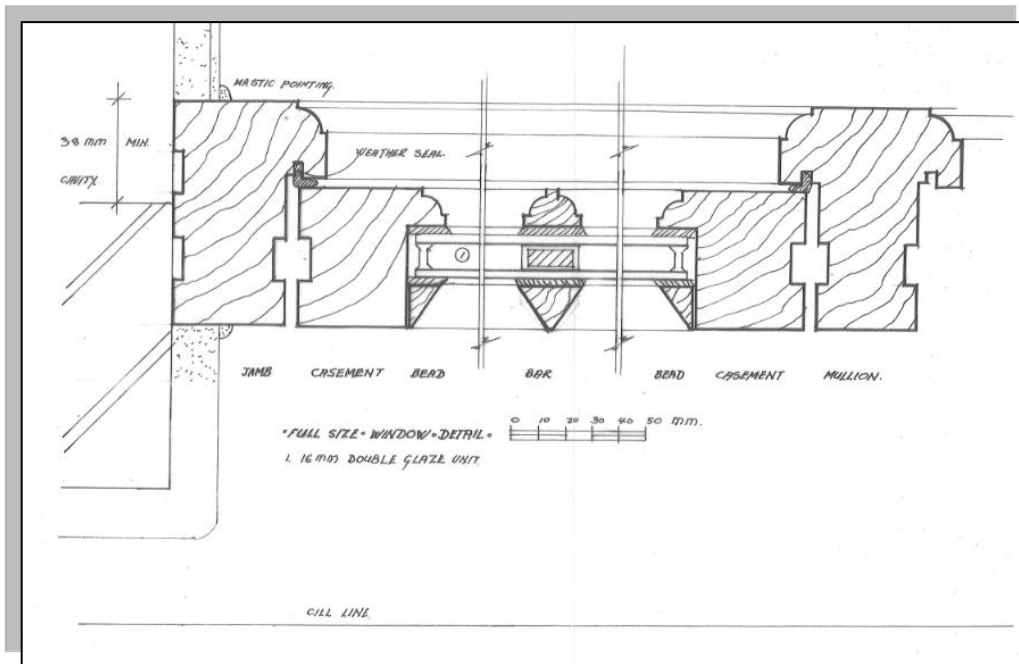 MASTIC POINTING.
38 mm MIN.
CAVITY.
WEATHER SEAL.
1
JAMB CASEMENT BEAD BAR BEAD CASEMENT MULLION.
0 10 20 30 40 50 mm.
• FULL SIZE • WINDOW • DETAIL •
1. 16 mm DOUBLE GLAZE UNIT.
CILL LINE.